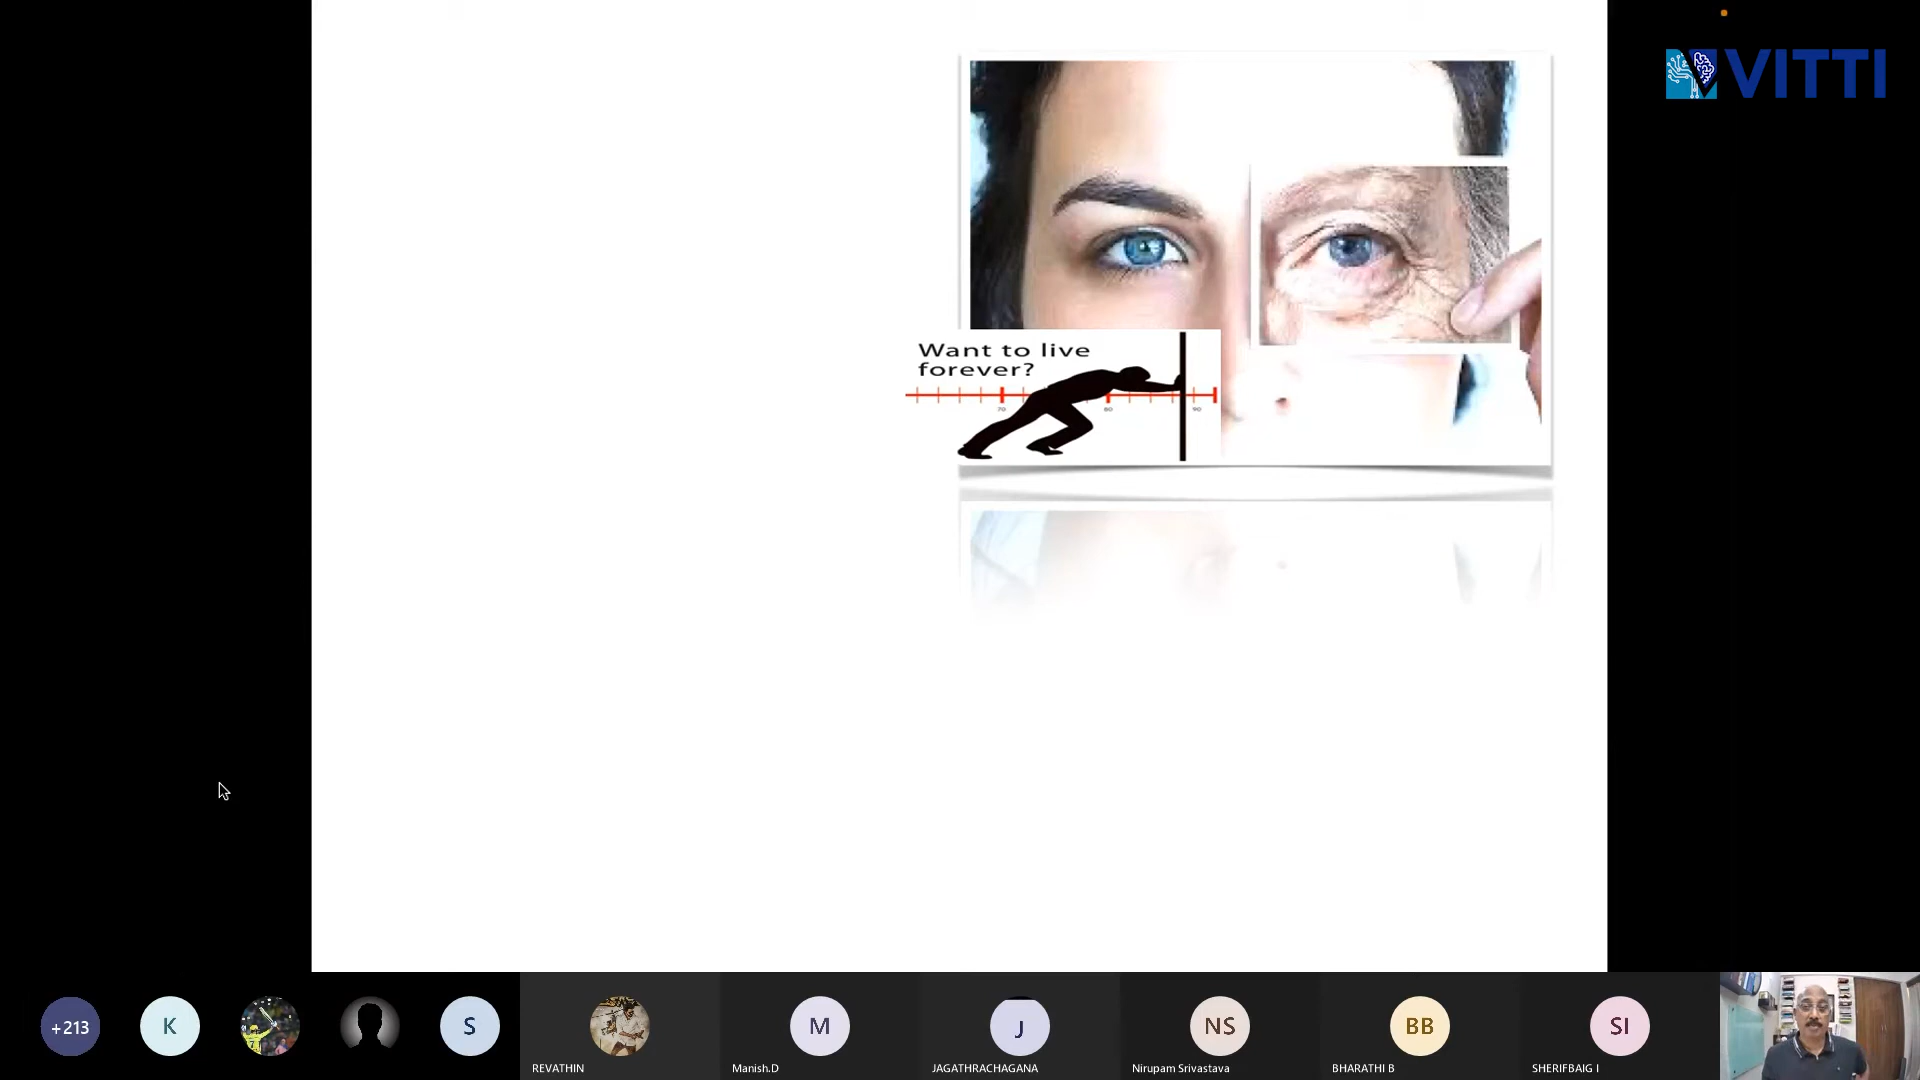 VITTI
Want to live
forever?
70 80 90
+213 K S M J NS BB SI
REVATHIN Manish.D JAGATHRACHAGANA Nirupam Srivastava BHARATHI B SHERIFBAIG I